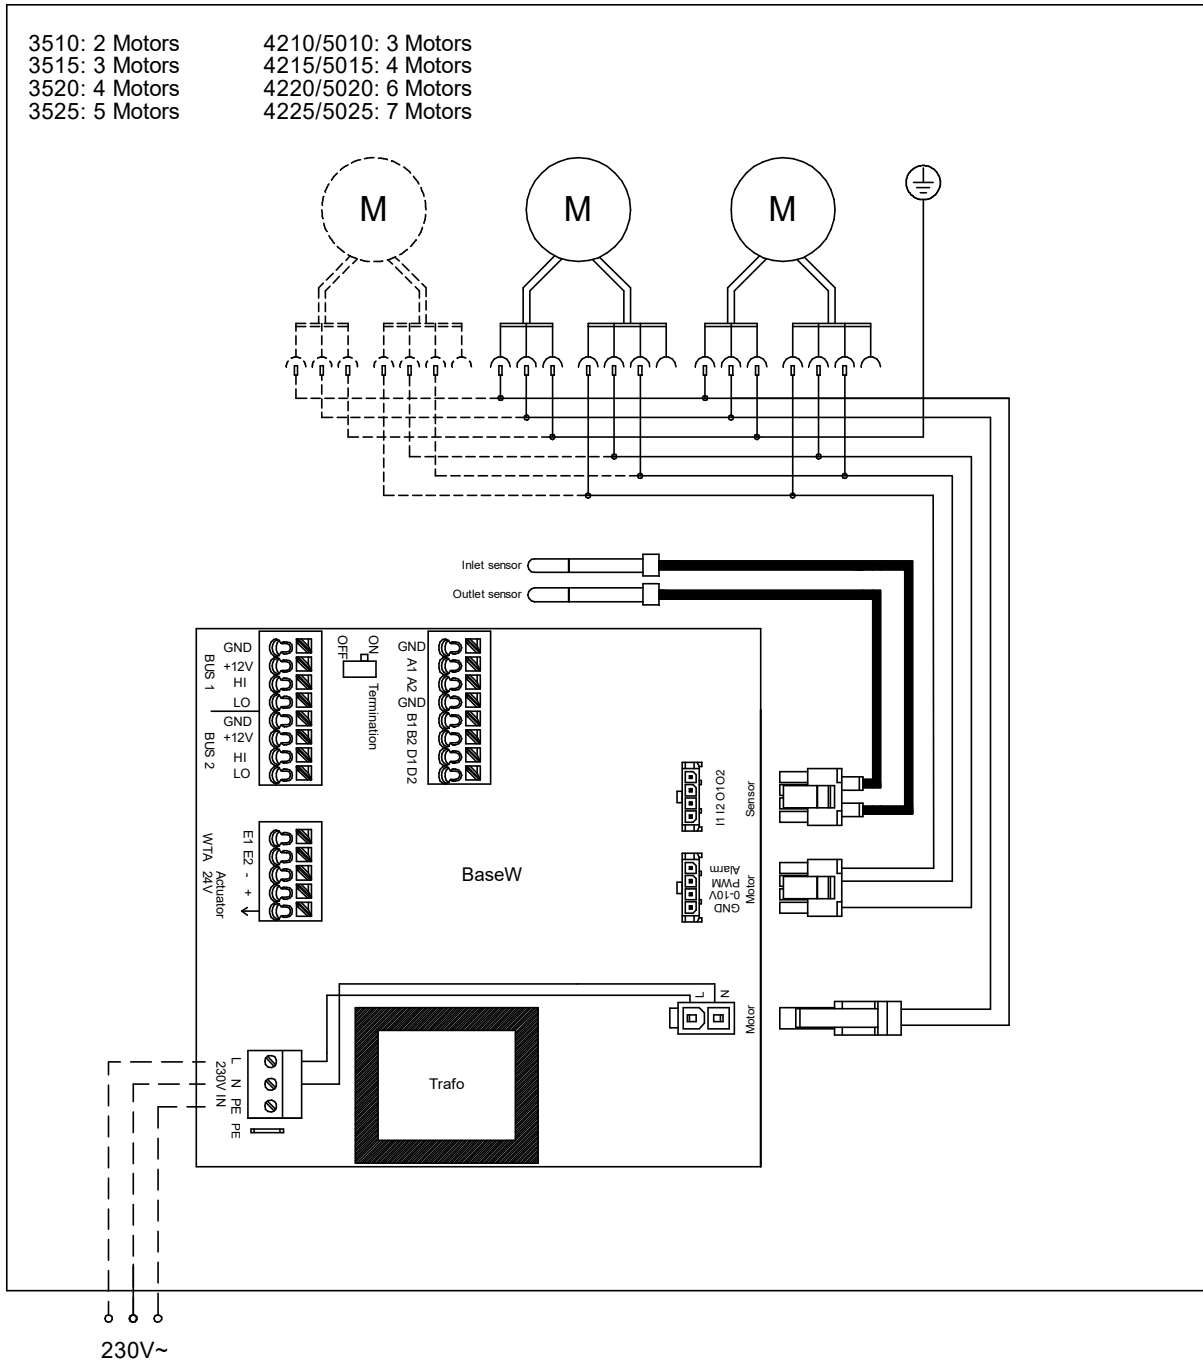 3510: 2 Motors
3515: 3 Motors
3520: 4 Motors
3525: 5 Motors
4210/5010: 3 Motors
4215/5015: 4 Motors
4220/5020: 6 Motors
4225/5025: 7 Motors
M
M
M
Inlet sensor
Outlet sensor
BUS 1
GND
+12V
HI
LO
BUS 2
GND
+12V
HI
LO
ON
OFF
Termination
GND
A1 A2
GND
B1 B2 D1 D2
I1 I2 O1O2
Sensor
WTA
Actuator
24V
E1 E2 - +
BaseW
Alarm
PWM
0-10V
GND
Motor
L
N
Motor
L N PE
230V IN
PE
Trafo
230V~